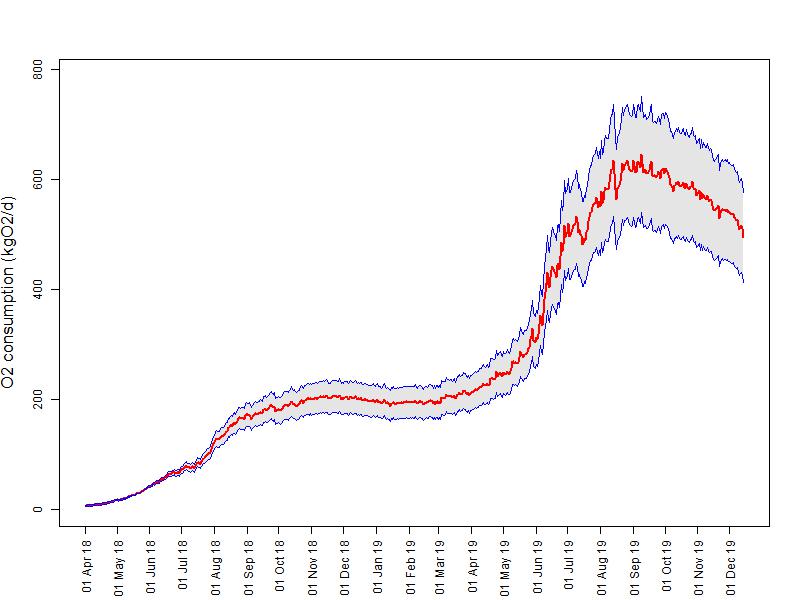 O2 consumption (kgO2/d)
800
600
400
200
0
01 Apr 18
01 May 18
01 Jun 18
01 Jul 18
01 Aug 18
01 Sep 18
01 Oct 18
01 Nov 18
01 Dec 18
01 Jan 19
01 Feb 19
01 Mar 19
01 Apr 19
01 May 19
01 Jun 19
01 Jul 19
01 Aug 19
01 Sep 19
01 Oct 19
01 Nov 19
01 Dec 19